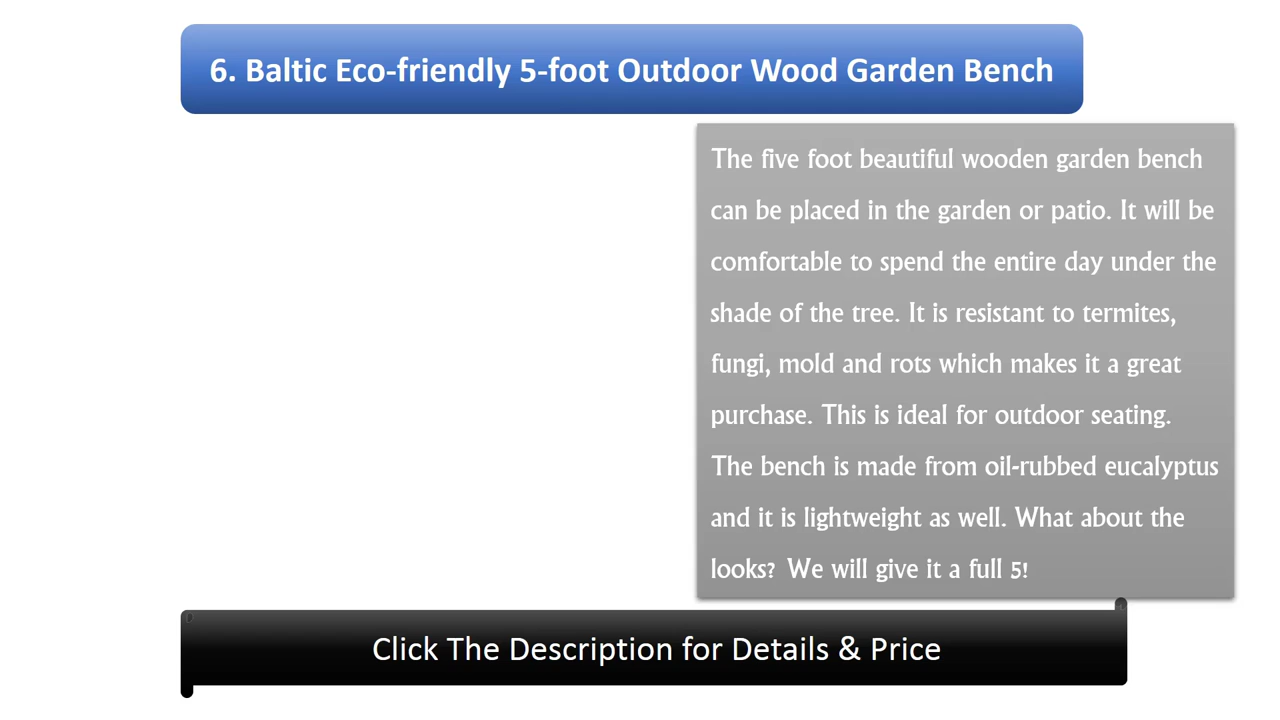 6. Baltic Eco-friendly 5-foot Outdoor Wood Garden Bench
The five foot beautiful wooden garden bench
can be placed in the garden or patio. It will be
comfortable to spend the entire day under the
shade of the tree. It is resistant to termites,
fungi, mold and rots which makes it a great
purchase. This is ideal for outdoor seating.
The bench is made from oil-rubbed eucalyptus
and it is lightweight as well. What about the
looks? We will give it a full 5!
Click The Description for Details & Price